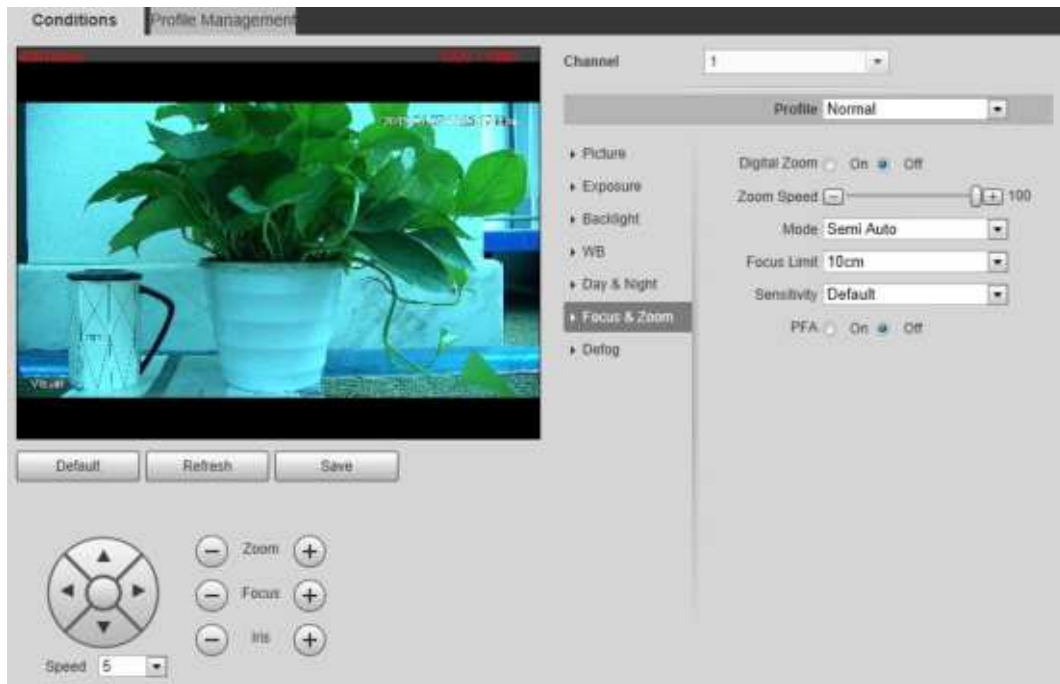 Conditions
Profile Management
Channel 1
Profile Normal
Picture
Exposure
Backlight
WB
Day & Night
Focus & Zoom
Defog
Digital Zoom On Off
Zoom Speed 100
Mode Semi Auto
Focus Limit 10cm
Sensitivity Default
PFA On Off
Visual
Default Refresh Save
Zoom
Focus
Iris
Speed 5